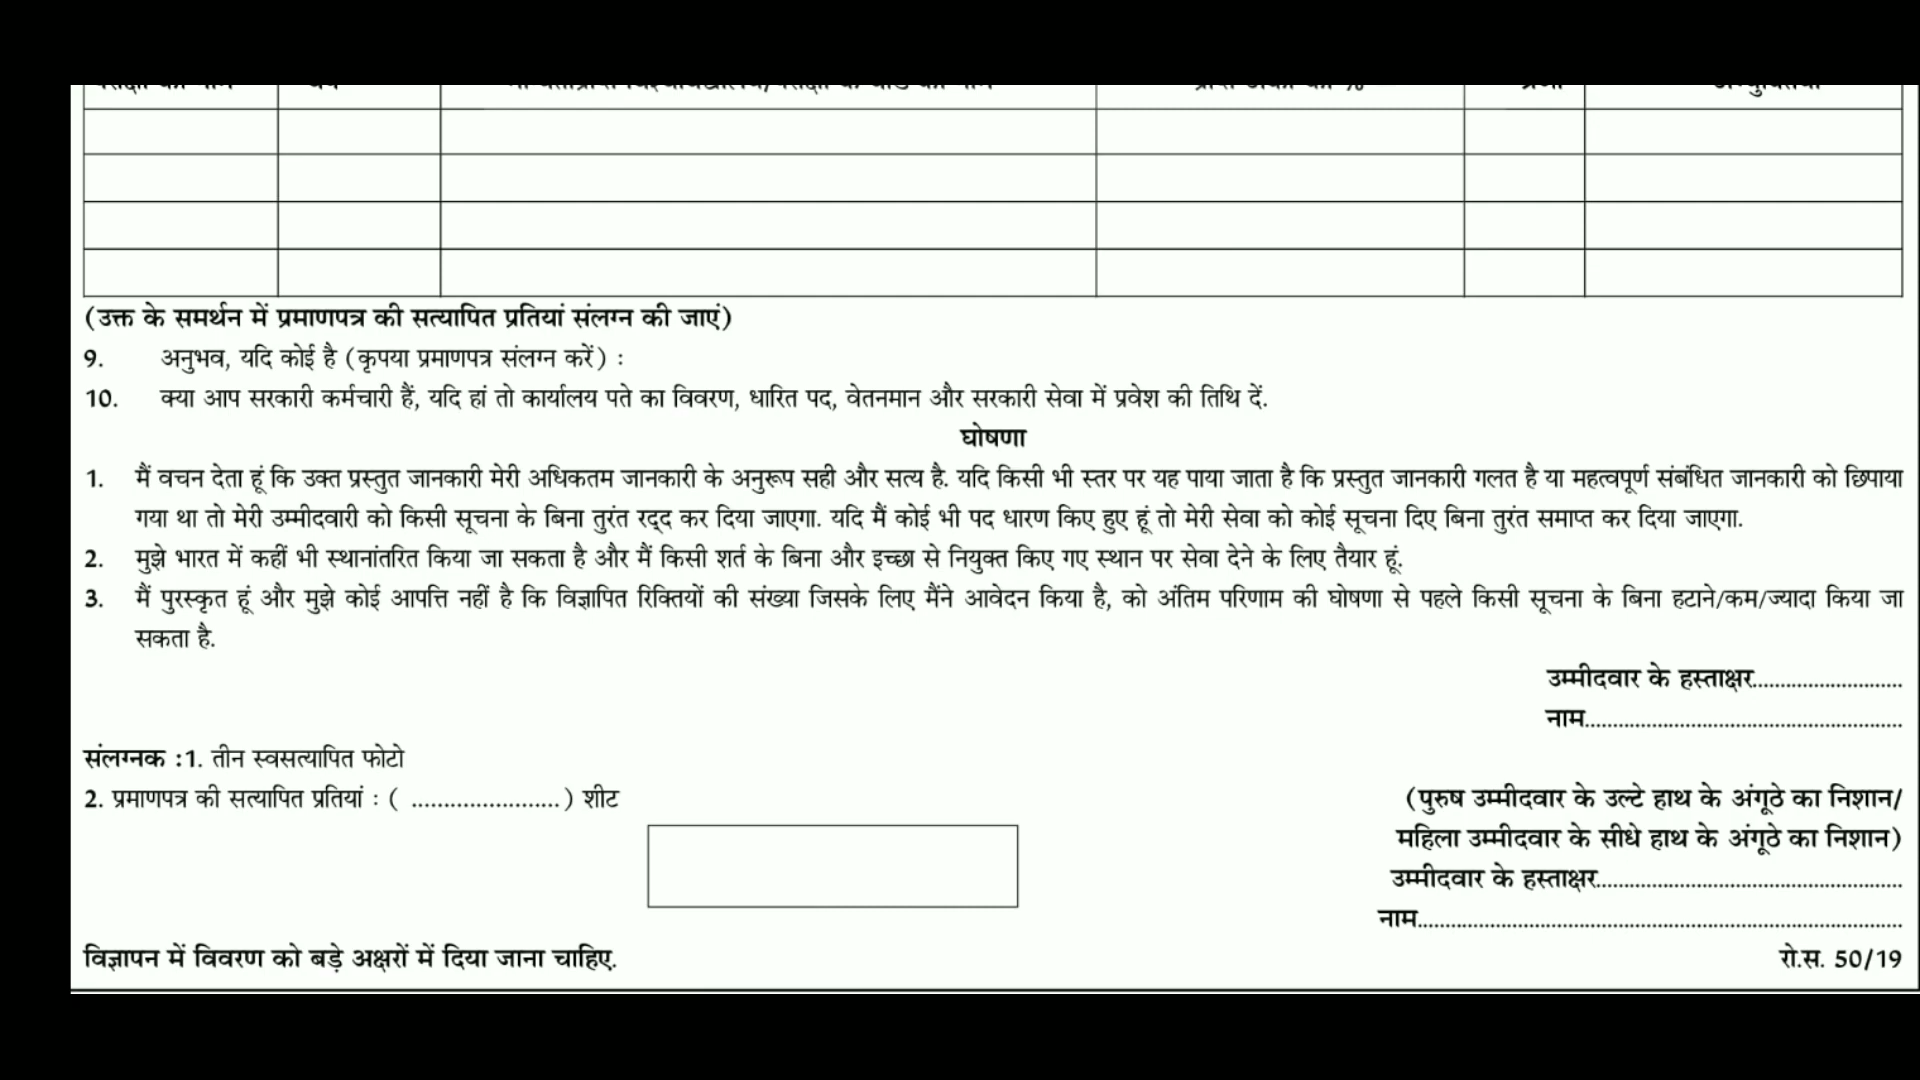 (उक्त के समर्थन में प्रमाणपत्र की सत्यापित प्रतियां संलग्न की जाएं)
9. अनुभव, यदि कोई है (कृपया प्रमाणपत्र संलग्न करें) :
10. क्या आप सरकारी कर्मचारी हैं, यदि हां तो कार्यालय पते का विवरण, धारित पद, वेतनमान और सरकारी सेवा में प्रवेश की तिथि दें.
घोषणा
1. मैं वचन देता हूं कि उक्त प्रस्तुत जानकारी मेरी अधिकतम जानकारी के अनुरूप सही और सत्य है. यदि किसी भी स्तर पर यह पाया जाता है कि प्रस्तुत जानकारी गलत है या महत्वपूर्ण संबंधित जानकारी को छिपाया
गया था तो मेरी उम्मीदवारी को किसी सूचना के बिना तुरंत रद्द कर दिया जाएगा. यदि मैं कोई भी पद धारण किए हुए हूं तो मेरी सेवा को कोई सूचना दिए बिना तुरंत समाप्त कर दिया जाएगा.
2. मुझे भारत में कहीं भी स्थानांतरित किया जा सकता है और मैं किसी शर्त के बिना और इच्छा से नियुक्त किए गए स्थान पर सेवा देने के लिए तैयार हूं.
3. मैं पुरस्कृत हूं और मुझे कोई आपत्ति नहीं है कि विज्ञापित रिक्तियों की संख्या जिसके लिए मैंने आवेदन किया है, को अंतिम परिणाम की घोषणा से पहले किसी सूचना के बिना हटाने/कम/ज्यादा किया जा
सकता है.
उम्मीदवार के हस्ताक्षर...........................
नाम..........................................................
संलग्नक :1. तीन स्वसत्यापित फोटो
2. प्रमाणपत्र की सत्यापित प्रतियां : ( .......................) शीट
(पुरुष उम्मीदवार के उल्टे हाथ के अंगूठे का निशान/
महिला उम्मीदवार के सीधे हाथ के अंगूठे का निशान)
उम्मीदवार के हस्ताक्षर........................................................
नाम.........................................................................................
विज्ञापन में विवरण को बड़े अक्षरों में दिया जाना चाहिए.
रो.स. 50/19